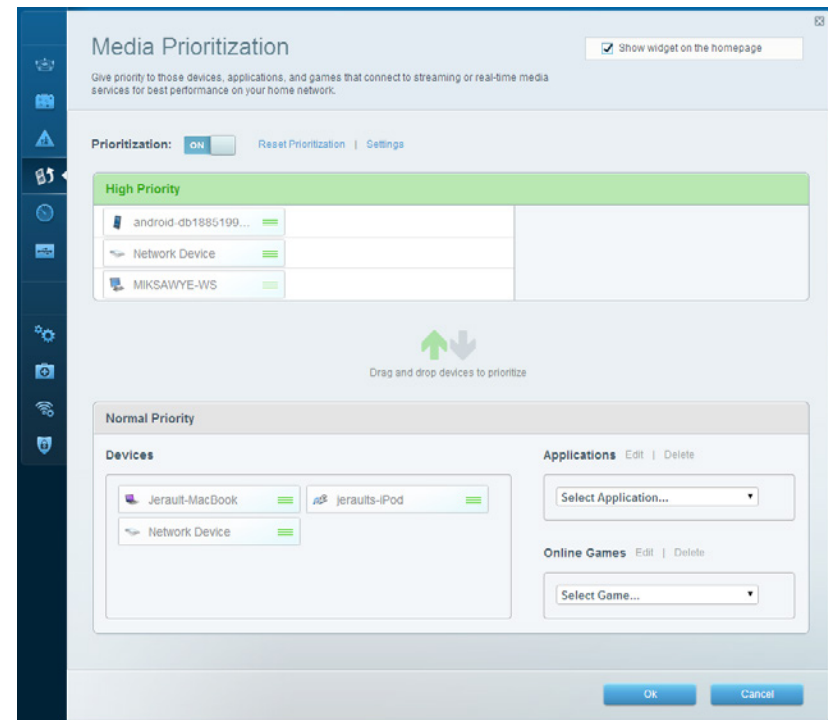 Media Prioritization
Show widget on the homepage
Give priority to those devices, applications, and games that connect to streaming or real-time media
services for best performance on your home network.
Prioritization: ON Reset Prioritization | Settings
High Priority
android-db1885199...
Network Device
MIKSAWYE-WS
Drag and drop devices to prioritize
Normal Priority
Devices
Jerault-MacBook
jeraults-iPod
Network Device
Applications Edit | Delete
Select Application...
Online Games Edit | Delete
Select Game...
Ok
Cancel